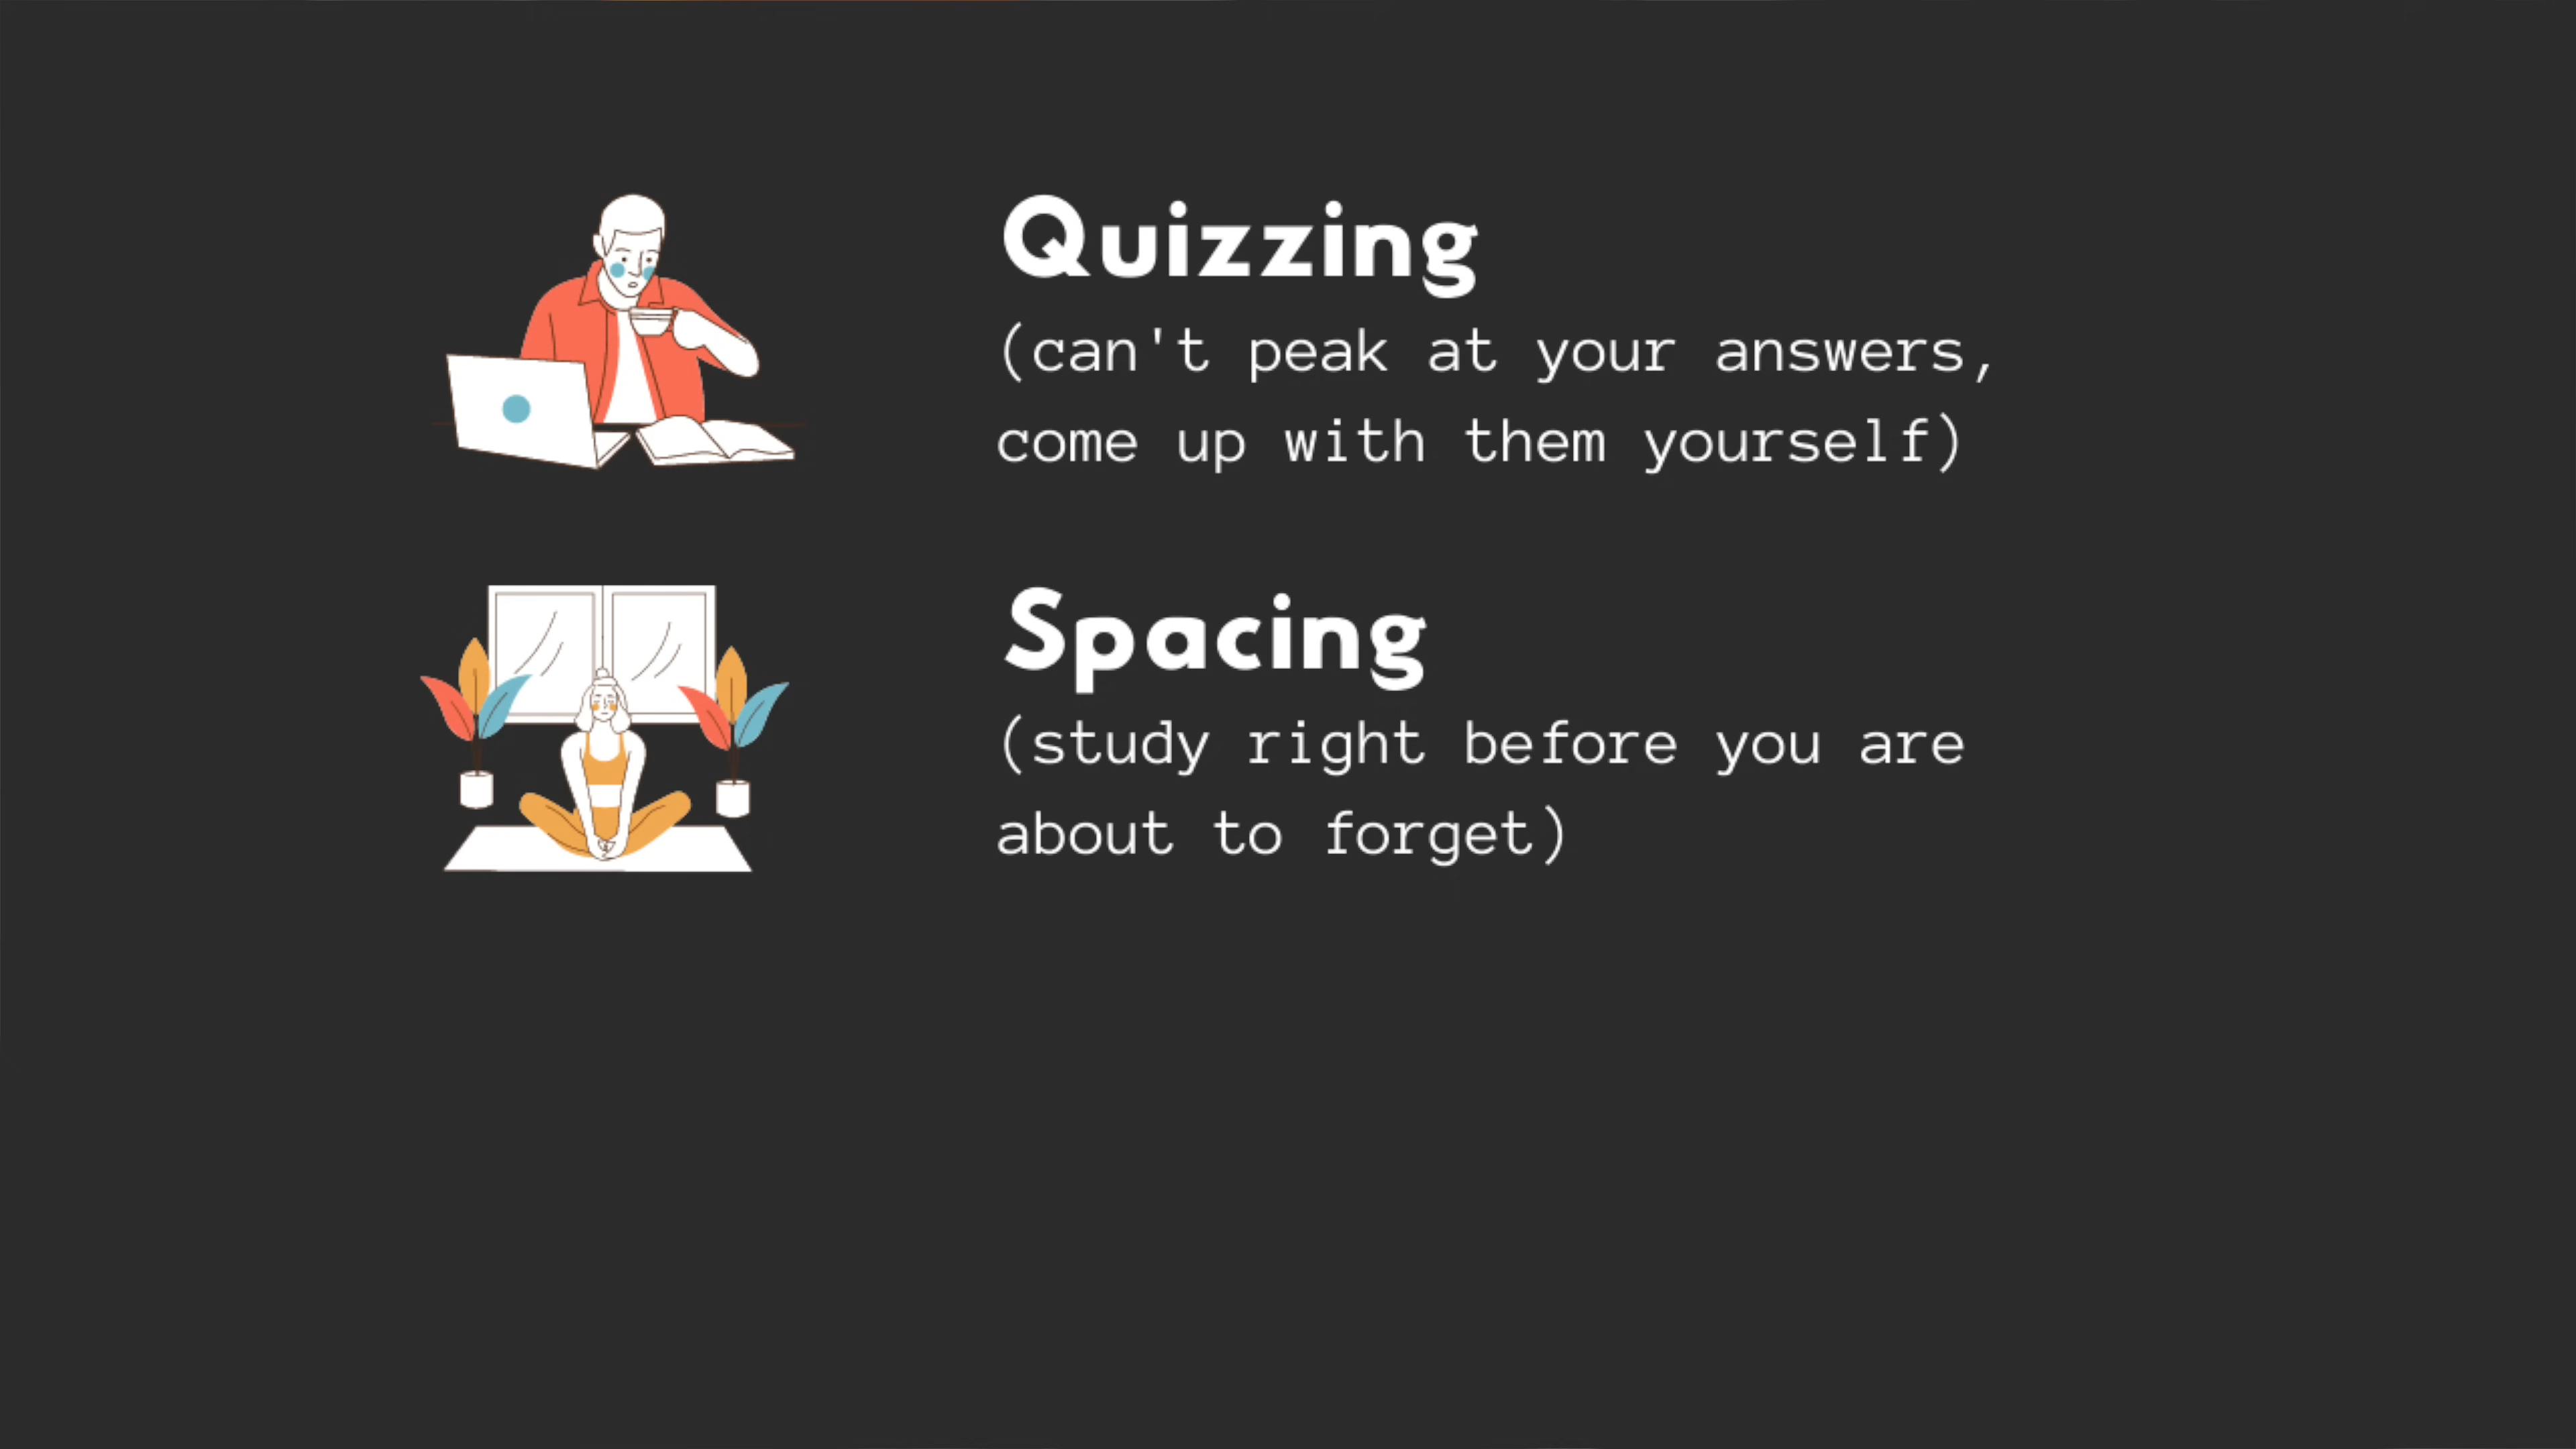 Quizzing
(can't peak at your answers,
come up with them yourself)
Spacing
(study right before you are
about to forget)